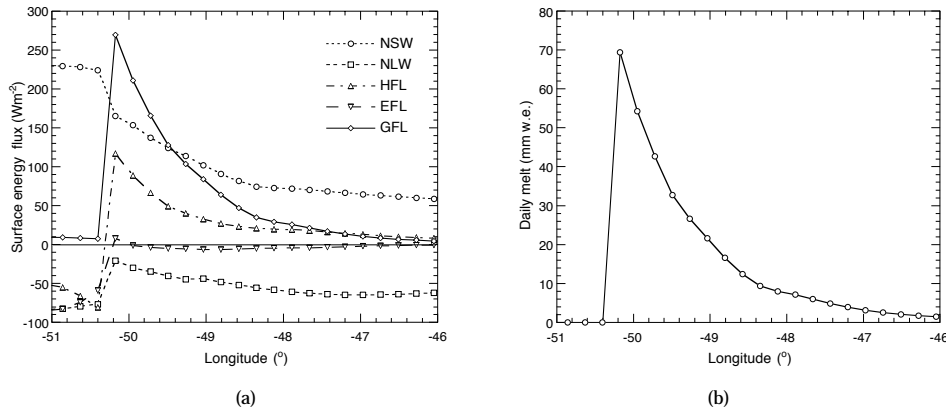 300
250
200
150
100
50
0
-50
-100
Surface energy flux (Wm-2)
NSW
NLW
HFL
EFL
GFL
-51 -50 -49 -48 -47 -46
Longitude (o)
(a)
80
70
60
50
40
30
20
10
0
Daily melt (mm w.e.)
-51 -50 -49 -48 -47 -46
Longitude (o)
(b)